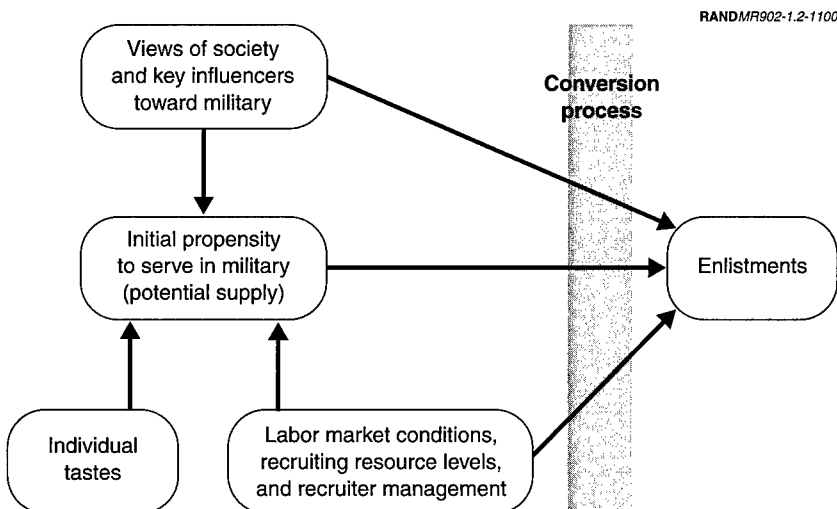 RANDMR902-1.2-1100
Views of society
and key influencers
toward military
Conversion
process
Initial propensity
to serve in military
(potential supply)
Enlistments
Individual
tastes
Labor market conditions,
recruiting resource levels,
and recruiter management